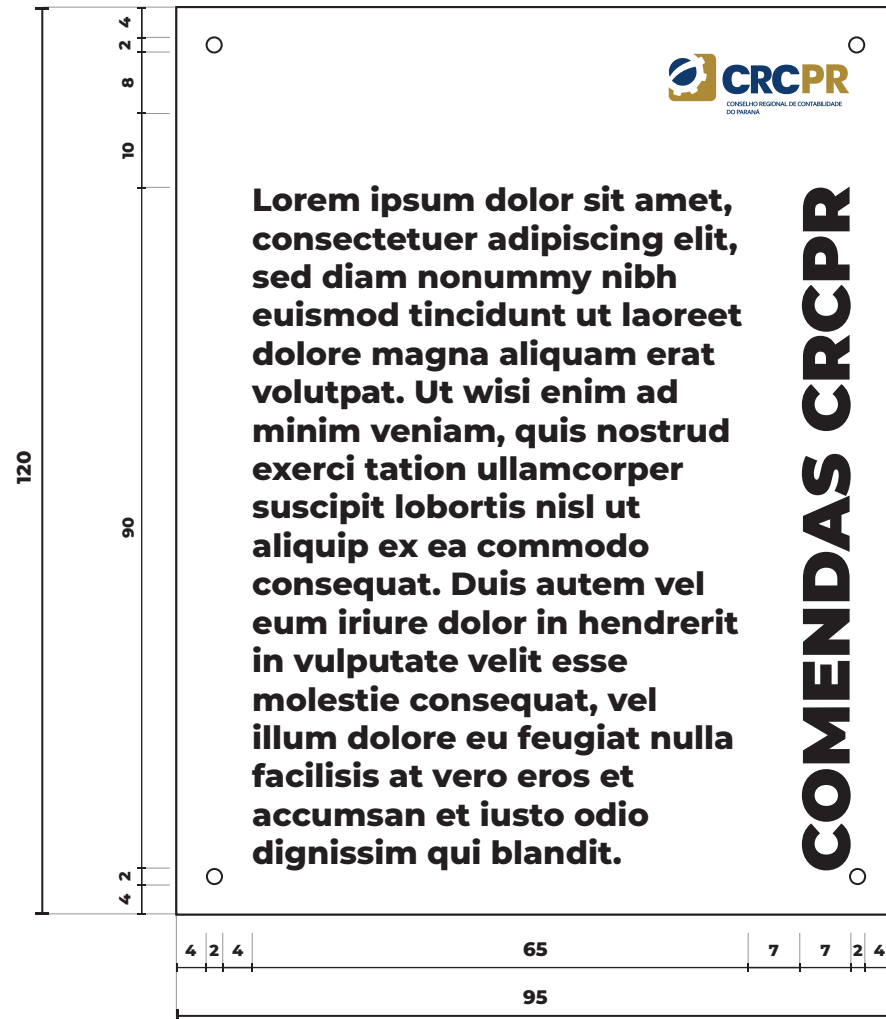 4
2
8
10
120
90
2
4
CRCPR
CONSELHO REGIONAL DE CONTABILIDADE
DO PARANÁ
Lorem ipsum dolor sit amet,
consectetuer adipiscing elit,
sed diam nonummy nibh
euismod tincidunt ut laoreet
dolore magna aliquam erat
volutpat. Ut wisi enim ad
minim veniam, quis nostrud
exerci tation ullamcorper
suscipit lobortis nisl ut
aliquip ex ea commodo
consequat. Duis autem vel
eum iriure dolor in hendrerit
in vulputate velit esse
molestie consequat, vel
illum dolore eu feugiat nulla
facilisis at vero eros et
accumsan et iusto odio
dignissim qui blandit.
COMENDAS CRCPR
4 2 4 65 7 7 2 4
95